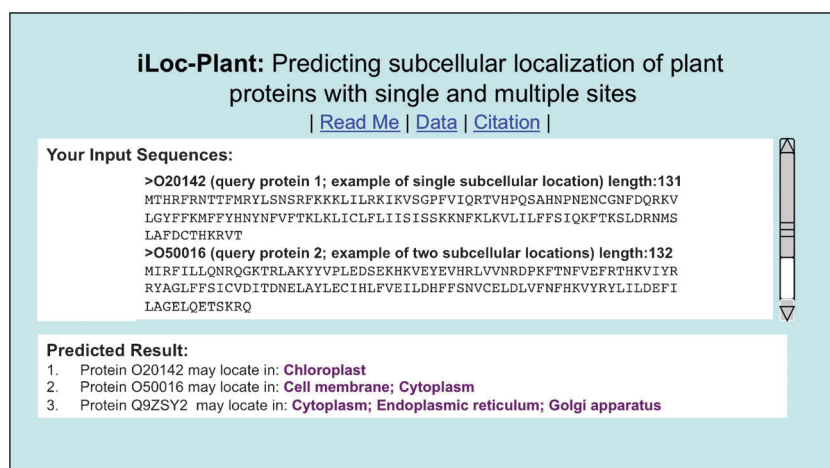 iLoc-Plant: Predicting subcellular localization of plant
proteins with single and multiple sites
| Read Me | Data | Citation |
Your Input Sequences:
>O20142 (query protein 1; example of single subcellular location) length:131
MTHRFRNTTFMRYLSNSRFKKKLILRKIKVSGPFVIQRTVHPQSAHNPNENCGNFDQRKV
LGYFFKMFFYHNYNFVFTKLKLICLFLIISISSKKNFKLKVLILFFSIQKFTKSLDRNMS
LAFDCTHKRVT
>O50016 (query protein 2; example of two subcellular locations) length:132
MIRFILLQNRQGKTRLAKYYVPLEDSEKHKVEYEVHRLVVNRDPKFTNFVEFRTHKVIYR
RYAGLFFSICVDITDNELAYLECIHLFVEILDHFFSNVCELDLVFNFHKVYRYLILDEFI
LAGELQETSKRQ
Predicted Result:
1. Protein O20142 may locate in: Chloroplast
2. Protein O50016 may locate in: Cell membrane; Cytoplasm
3. Protein Q9ZSY2 may locate in: Cytoplasm; Endoplasmic reticulum; Golgi apparatus